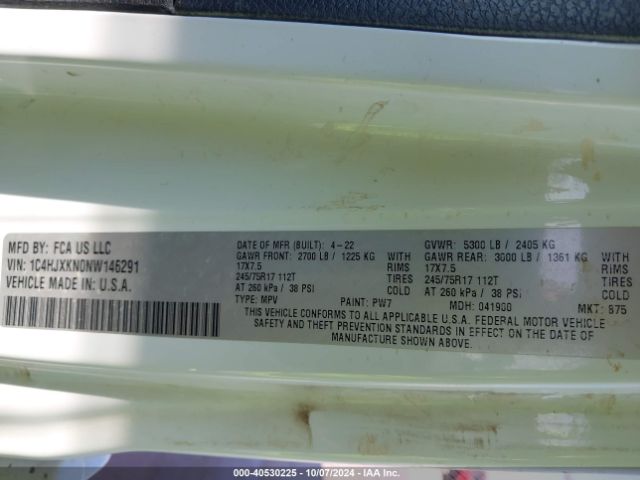 MFD BY: FCA US LLC
VIN: 1C4HJXKN0NW146291
VEHICLE MADE IN: U.S.A.
DATE OF MFR (BUILT): 4-22
GAWR FRONT: 2700 LB / 1225 KG WITH
17X7.5 RIMS
245/75R17 112T TIRES
AT 260 kPa / 38 PSi COLD
TYPE: MPV PAINT: PW7
GVWR: 5300 LB / 2405 KG
GAWR REAR: 3000 LB / 1361 KG WITH
17X7.5 RIMS
245/75R17 112T TIRES
AT 260 kPa / 38 PSi COLD
MDH: 041900 MKT: 875
THIS VEHICLE CONFORMS TO ALL APPLICABLE U.S.A. FEDERAL MOTOR VEHICLE
SAFETY AND THEFT PREVENTION STANDARDS IN EFFECT ON THE DATE OF
MANUFACTURE SHOWN ABOVE.
000-40530225 - 10/07/2024 - IAA Inc.